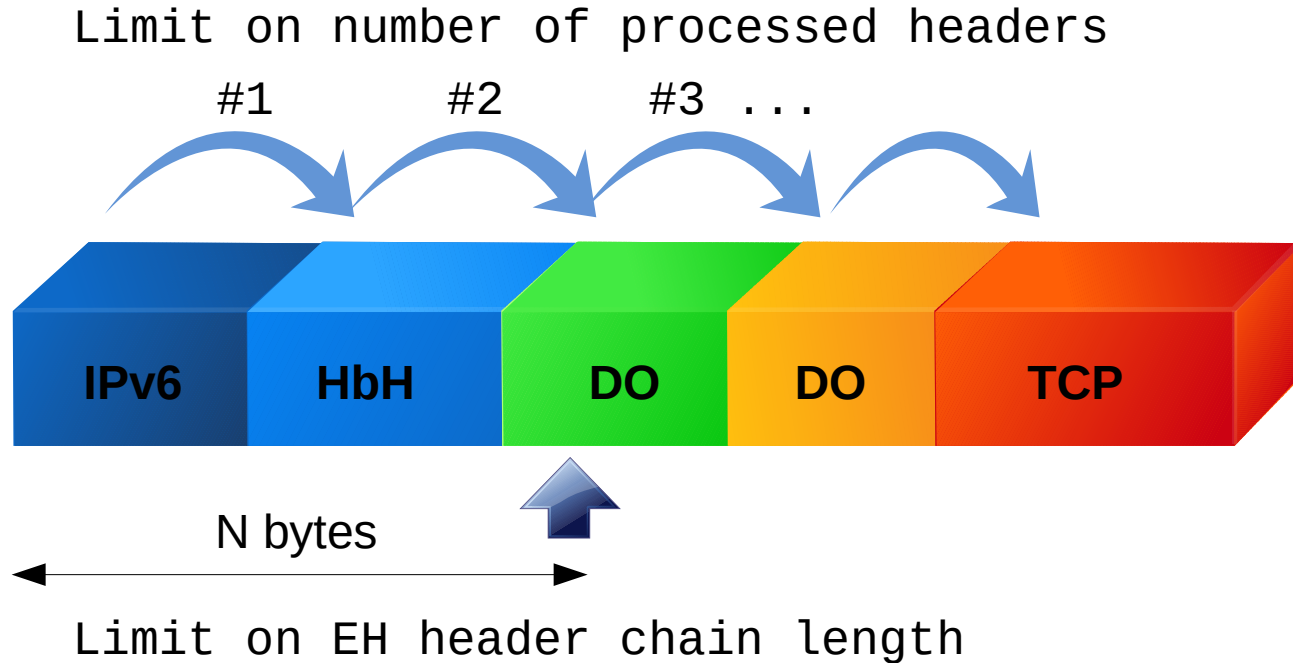 Limit on number of processed headers
#1 #2 #3 ...
IPv6 HbH DO DO TCP
N bytes
Limit on EH header chain length